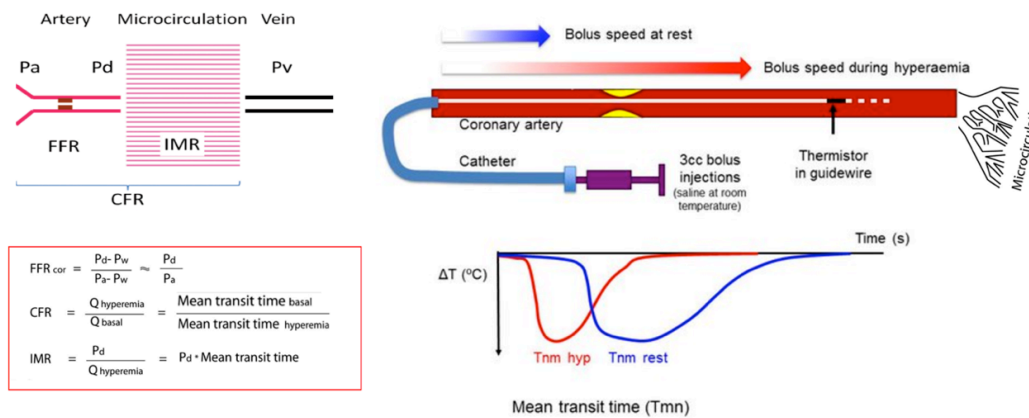 Artery Microcirculation Vein
Pa Pd Pv
FFR IMR
CFR
FFR cor = Pd- Pw / Pa- Pw ≈ Pd / Pa
CFR = Q hyperemia / Q basal = Mean transit time basal / Mean transit time hyperemia
IMR = Pd / Q hyperemia = Pd * Mean transit time
Bolus speed at rest
Bolus speed during hyperaemia
Coronary artery
Catheter
3cc bolus
injections
(saline at room
temperature)
Thermistor
in guidewire
Time (s)
ΔT (ºC)
Tnm hyp Tnm rest
Mean transit time (Tmn)